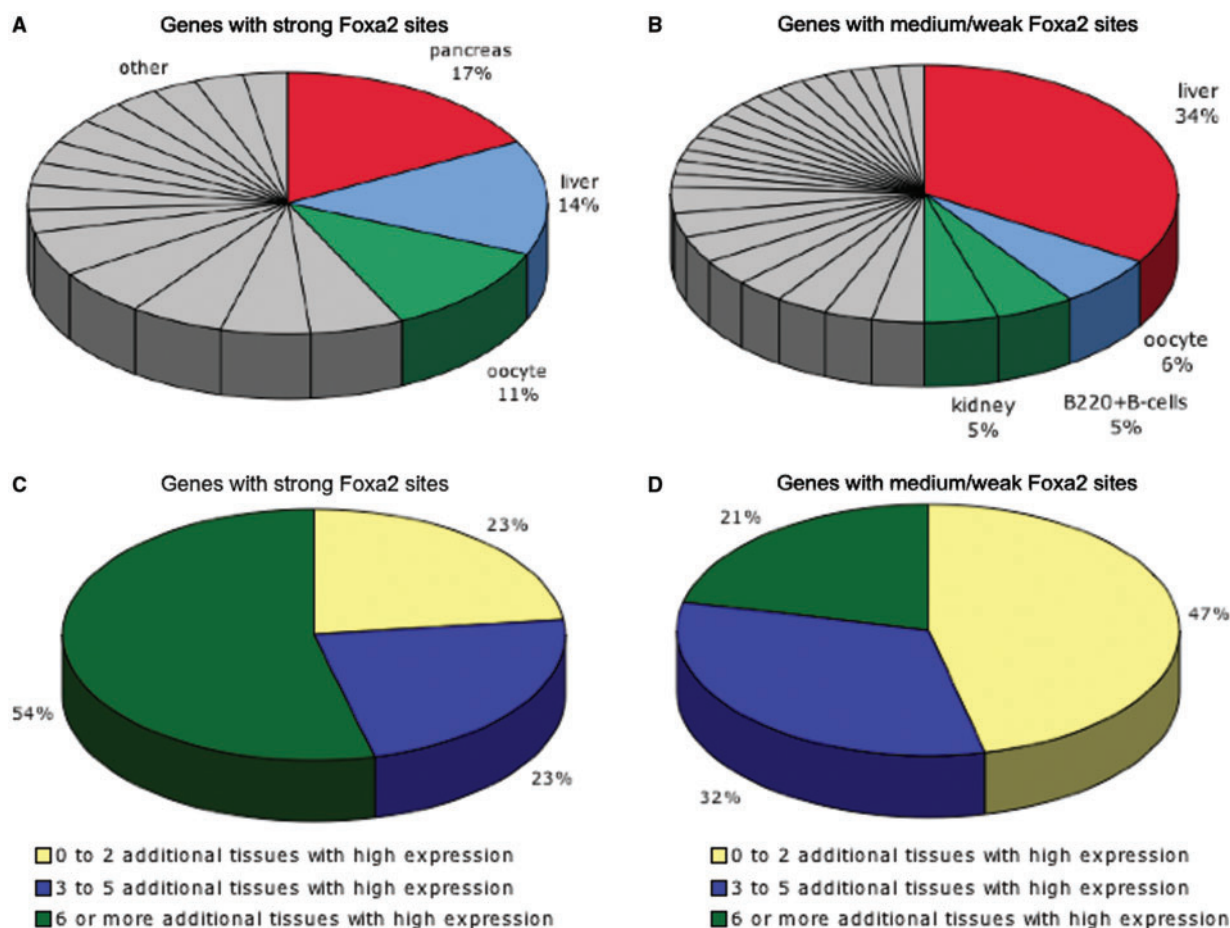 A
Genes with strong Foxa2 sites
other
pancreas
17%
liver
14%
oocyte
11%
B
Genes with medium/weak Foxa2 sites
liver
34%
oocyte
6%
B220+B-cells
5%
kidney
5%
C
Genes with strong Foxa2 sites
23%
54%
23%
0 to 2 additional tissues with high expression
3 to 5 additional tissues with high expression
6 or more additional tissues with high expression
D
Genes with medium/weak Foxa2 sites
21%
47%
32%
0 to 2 additional tissues with high expression
3 to 5 additional tissues with high expression
6 or more additional tissues with high expression